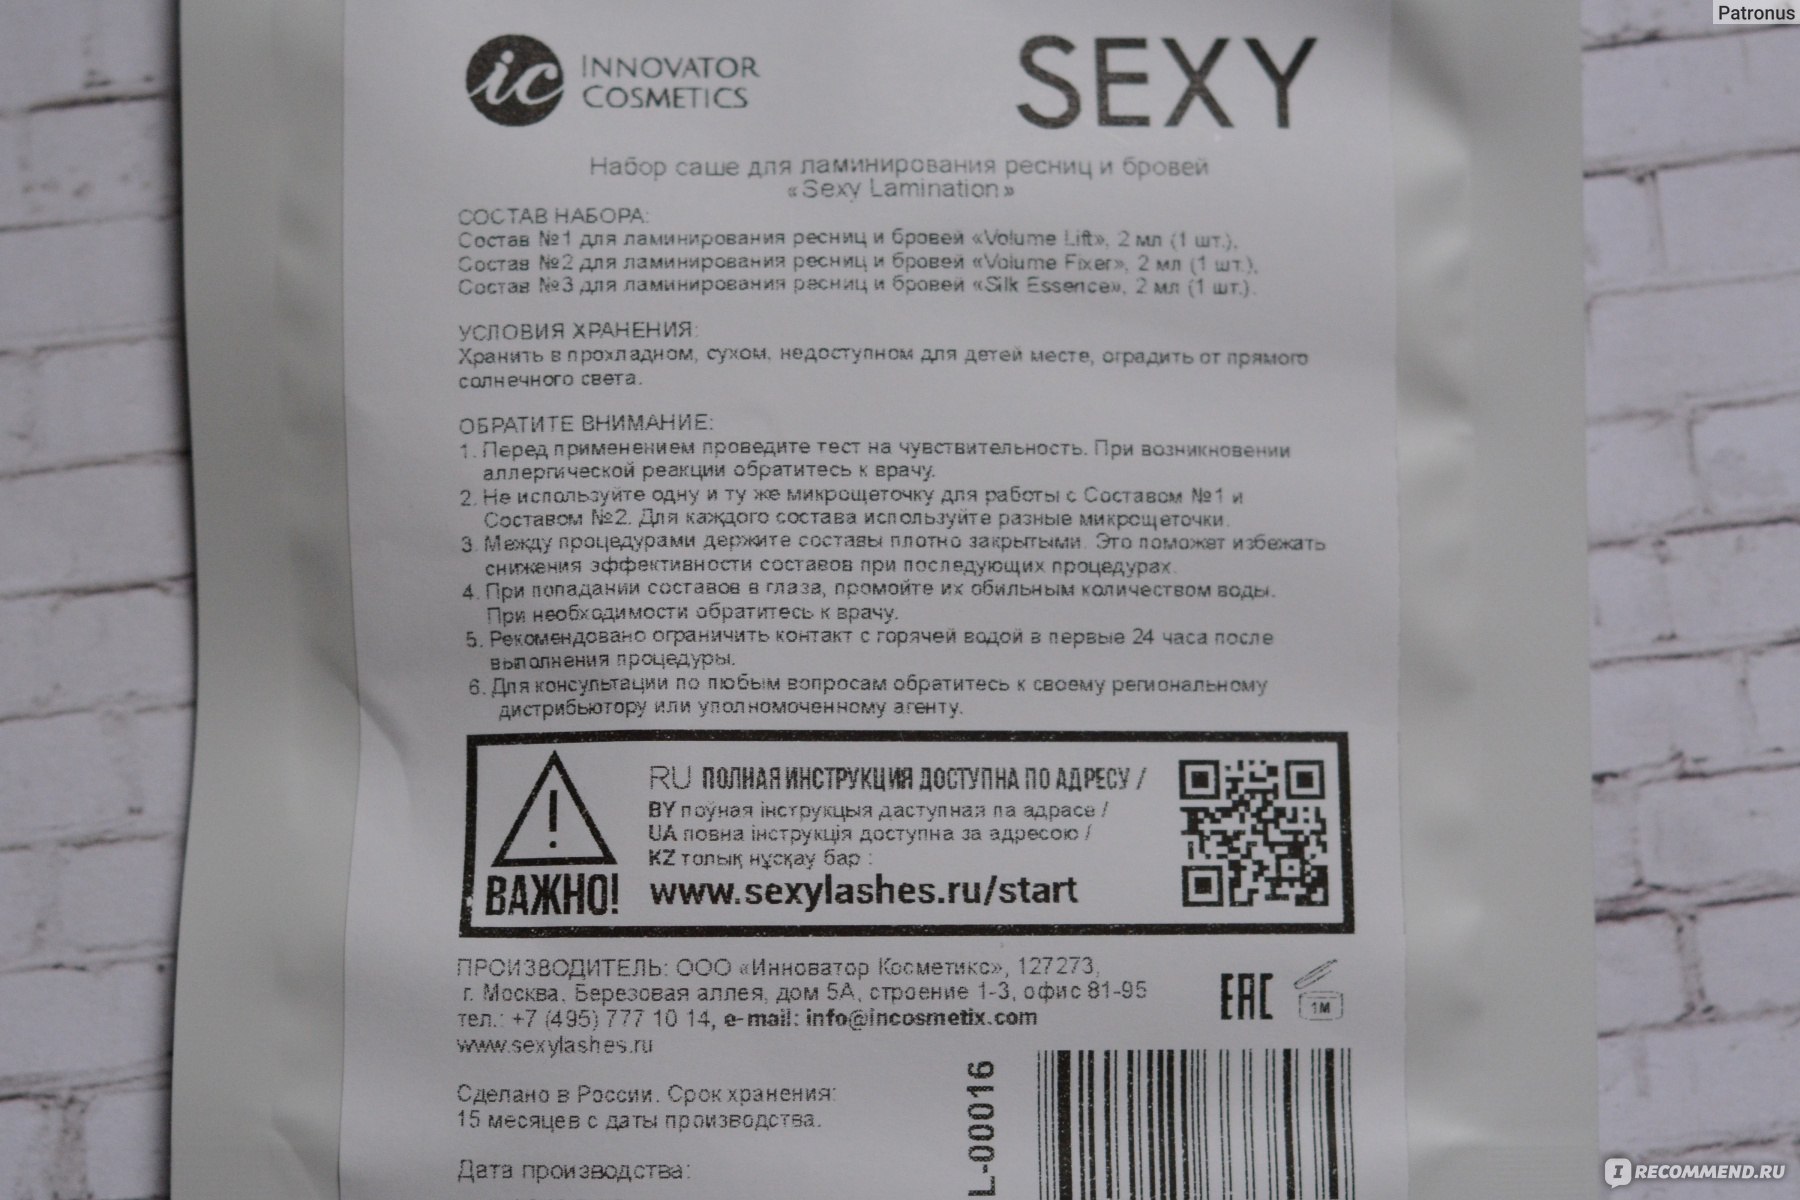 Patronus
ic INNOVATOR
COSMETICS
SEXY
Набор саше для ламинирования ресниц и бровей
«Sexy Lamination»
СОСТАВ НАБОРА:
Состав №1 для ламинирования ресниц и бровей «Volume Lift», 2 мл (1 шт.),
Состав №2 для ламинирования ресниц и бровей «Volume Fixer», 2 мл (1 шт.),
Состав №3 для ламинирования ресниц и бровей «Silk Essence», 2 мл (1 шт.).
УСЛОВИЯ ХРАНЕНИЯ:
Хранить в прохладном, сухом, недоступном для детей месте, оградить от прямого
солнечного света.
ОБРАТИТЕ ВНИМАНИЕ:
1. Перед применением проведите тест на чувствительность. При возникновении
аллергической реакции обратитесь к врачу.
2. Не используйте одну и ту же микрощеточку для работы с Составом №1 и
Составом №2. Для каждого состава используйте разные микрощеточки.
3. Между процедурами держите составы плотно закрытыми. Это поможет избежать
снижения эффективности составов при последующих процедурах.
4. При попадании составов в глаза, промойте их обильным количеством воды.
При необходимости обратитесь к врачу.
5. Рекомендовано ограничить контакт с горячей водой в первые 24 часа после
выполнения процедуры.
6. Для консультации по любым вопросам обратитесь к своему региональному
дистрибьютору или уполномоченному агенту.
ВАЖНО!
RU ПОЛНАЯ ИНСТРУКЦИЯ ДОСТУПНА ПО АДРЕСУ /
BY поўная інструкцыя даступная па адрасе /
UA повна інструкція доступна за адресою /
KZ толық нұсқау бар :
www.sexylashes.ru/start
ПРОИЗВОДИТЕЛЬ: ООО «Инноватор Косметикс», 127273,
г. Москва, Березовая аллея, дом 5А, строение 1-3, офис 81-95
тел.: +7 (495) 777 10 14, e-mail: info@incosmetix.com
www.sexylashes.ru
EAC
1M
Сделано в России. Срок хранения:
15 месяцев с даты производства.
Дата производства:
L-00016
IRECOMMEND.RU